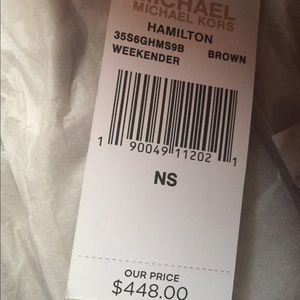 MICHAEL
MICHAEL KORS
HAMILTON
35S6GHMS9B
WEEKENDER BROWN
1 90049 11202 1
NS
OUR PRICE
$448.00